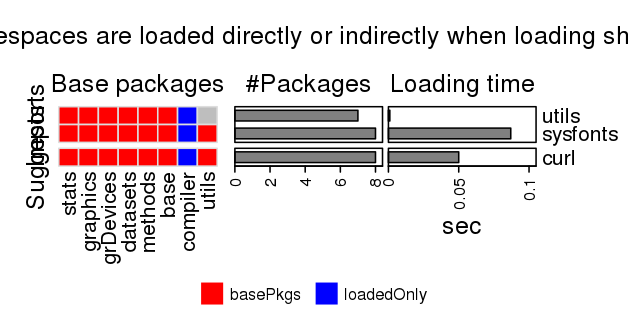 espaces are loaded directly or indirectly when loading sh
Base packages
#Packages
Loading time
Imports
Suggests
utils
sysfonts
curl
stats
graphics
grDevices
datasets
methods
base
compiler
utils
0
2
4
6
8
0
0.05
0.1
sec
basePkgs
loadedOnly